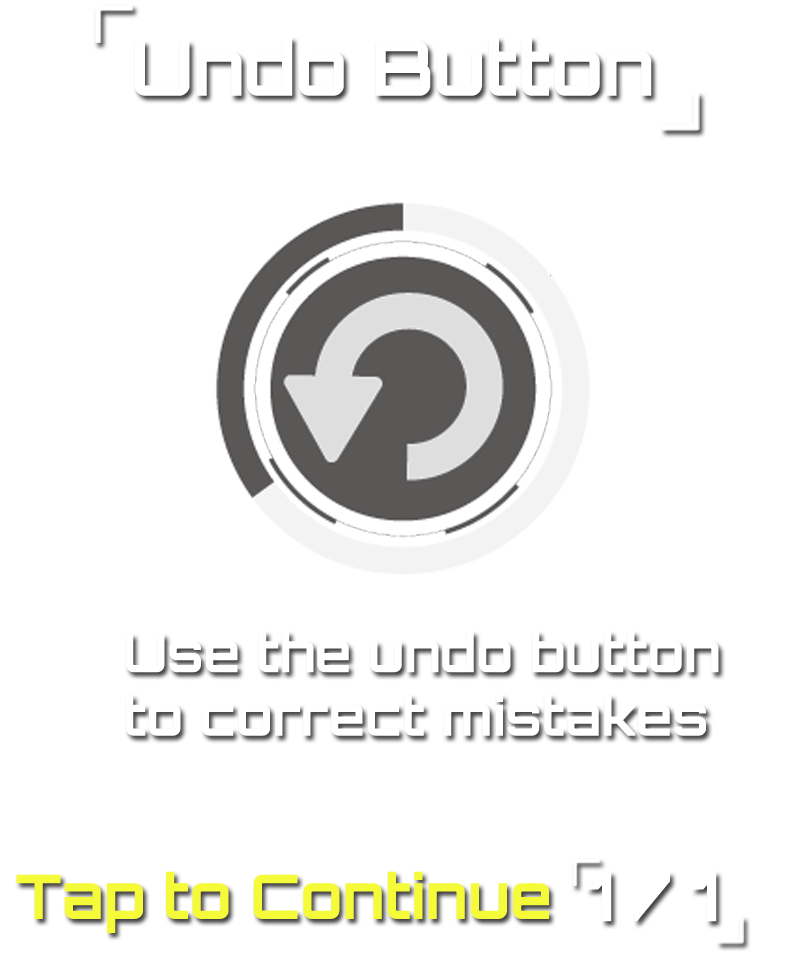 Undo Button
Use the undo button
to correct mistakes
Tap to Continue 1 / 1